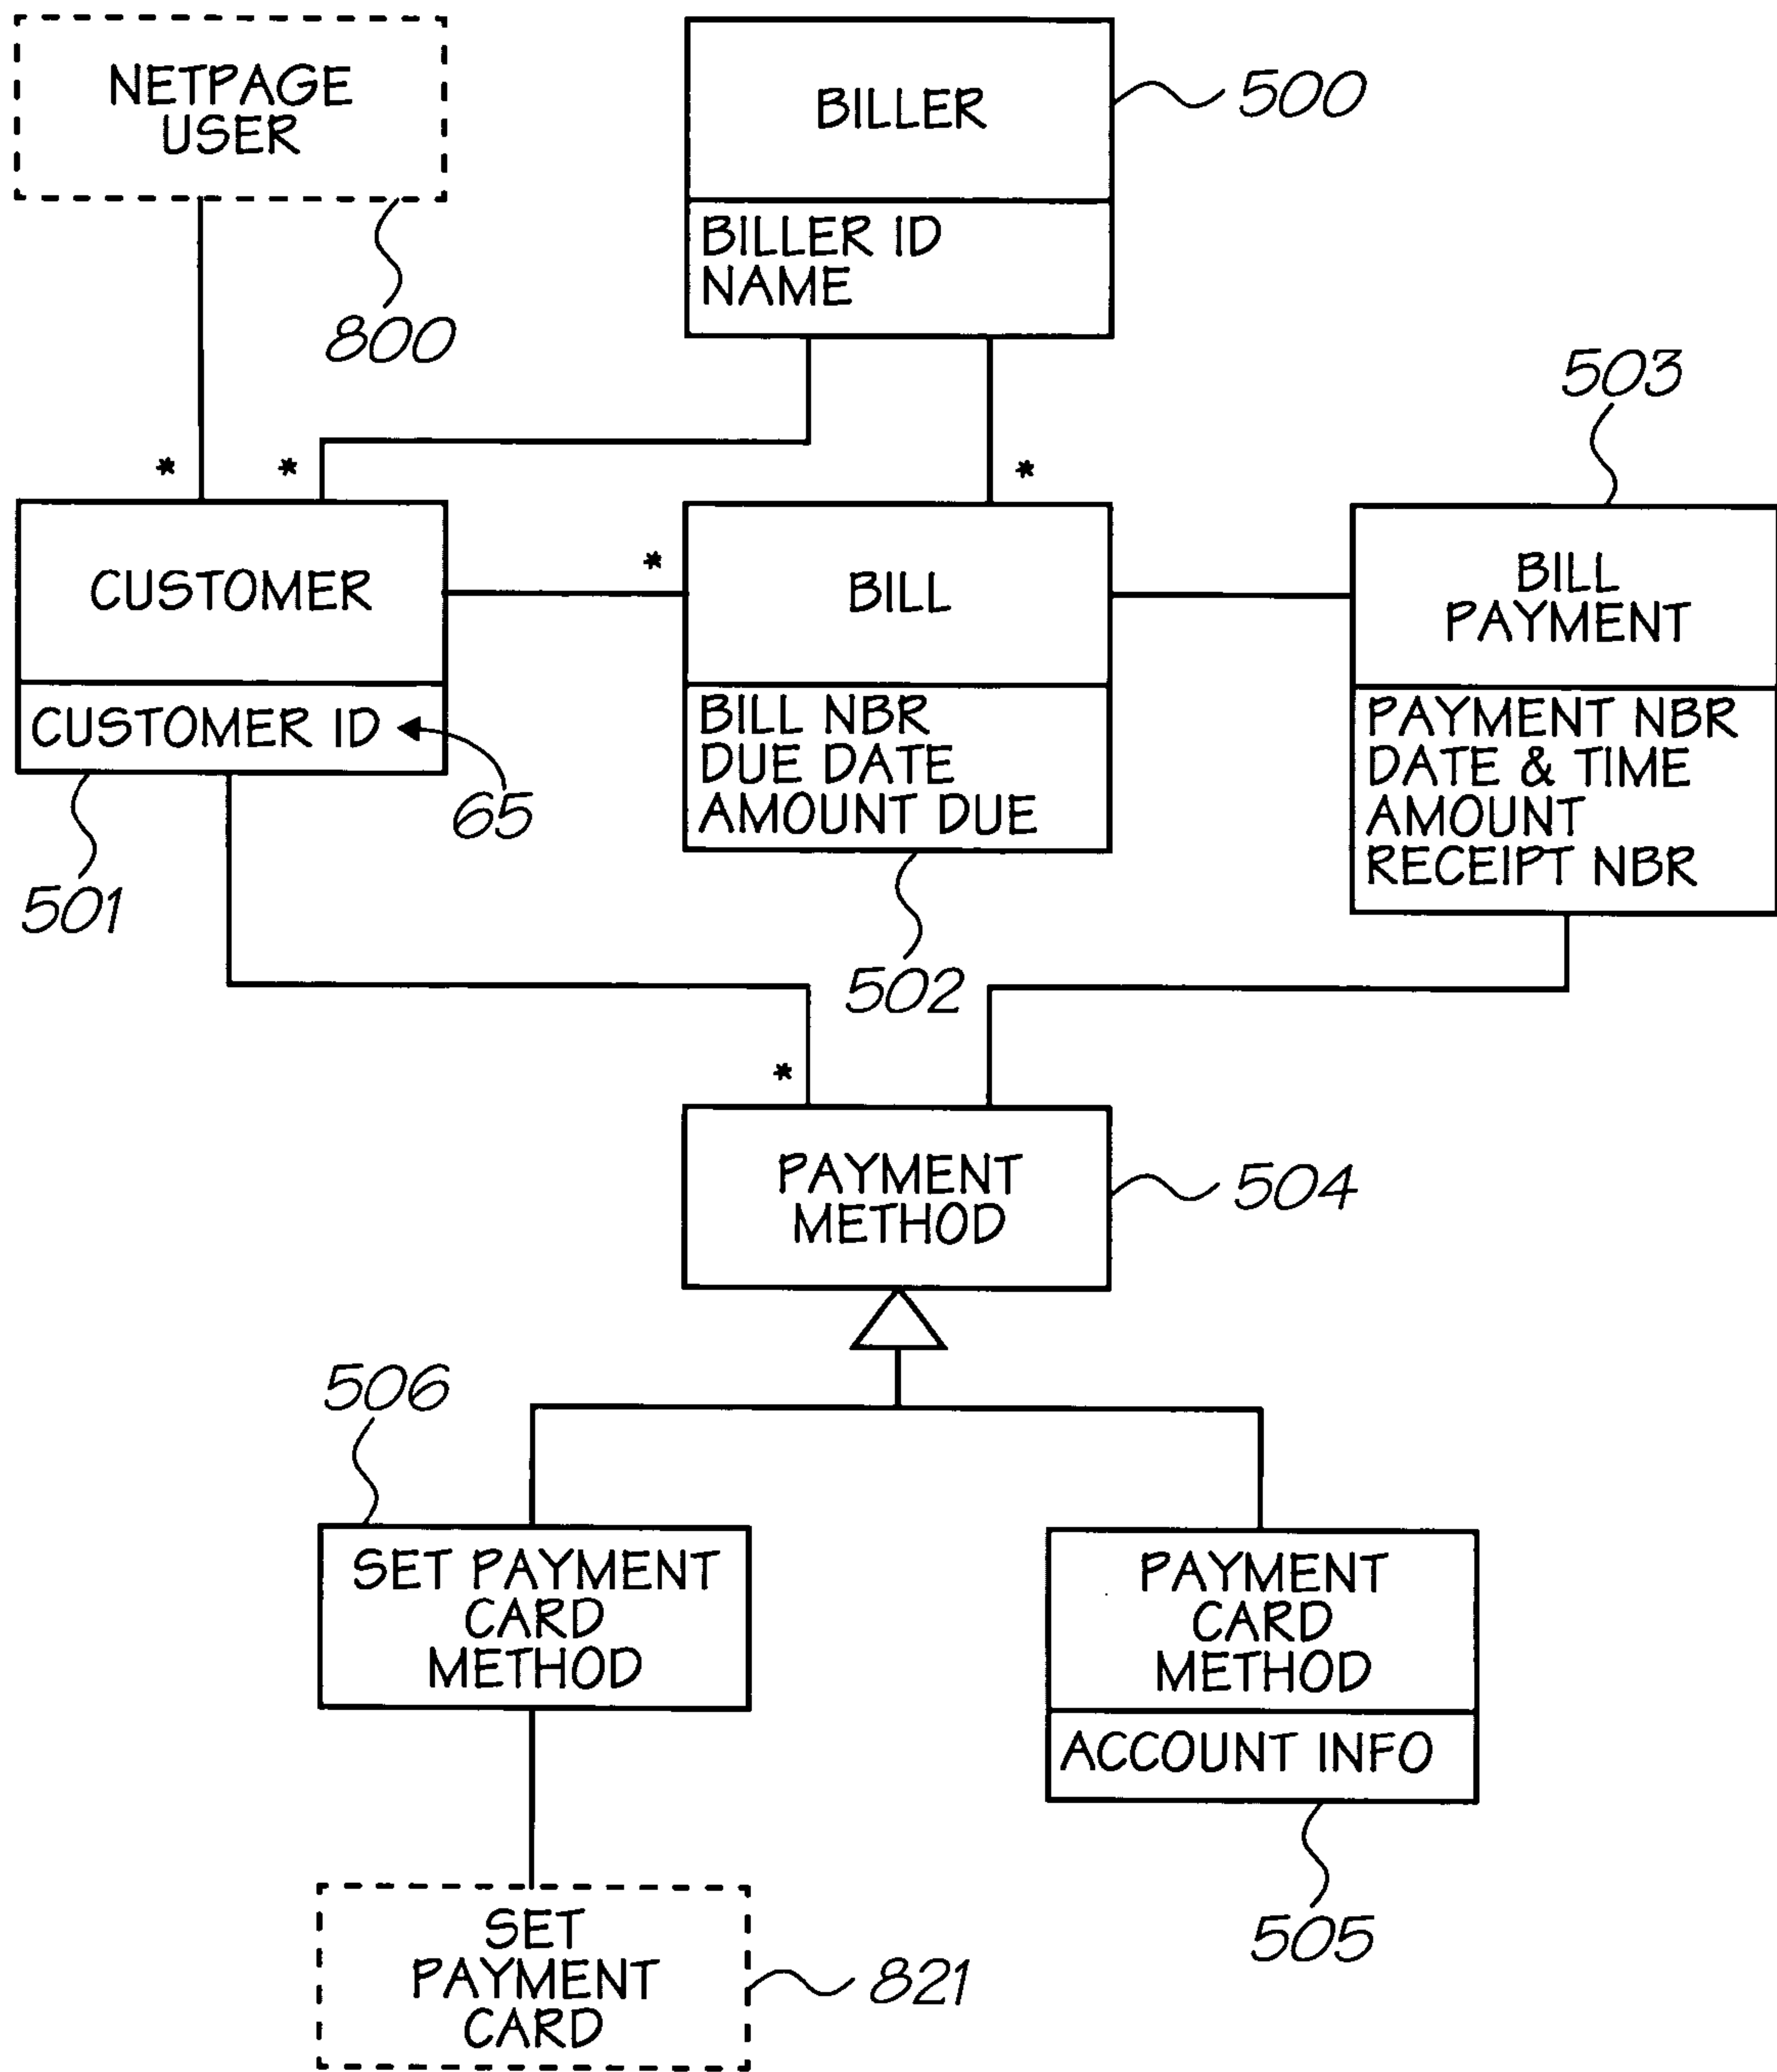 NETPAGE
USER
800
BILLER
500
BILLER ID
NAME
*
*
*
503
CUSTOMER
*
BILL
BILL
PAYMENT
CUSTOMER ID
65
501
BILL NBR
DUE DATE
AMOUNT DUE
502
PAYMENT NBR
DATE & TIME
AMOUNT
RECEIPT NBR
*
PAYMENT
METHOD
504
506
SET PAYMENT
CARD
METHOD
PAYMENT
CARD
METHOD
ACCOUNT INFO
505
SET
PAYMENT
CARD
821